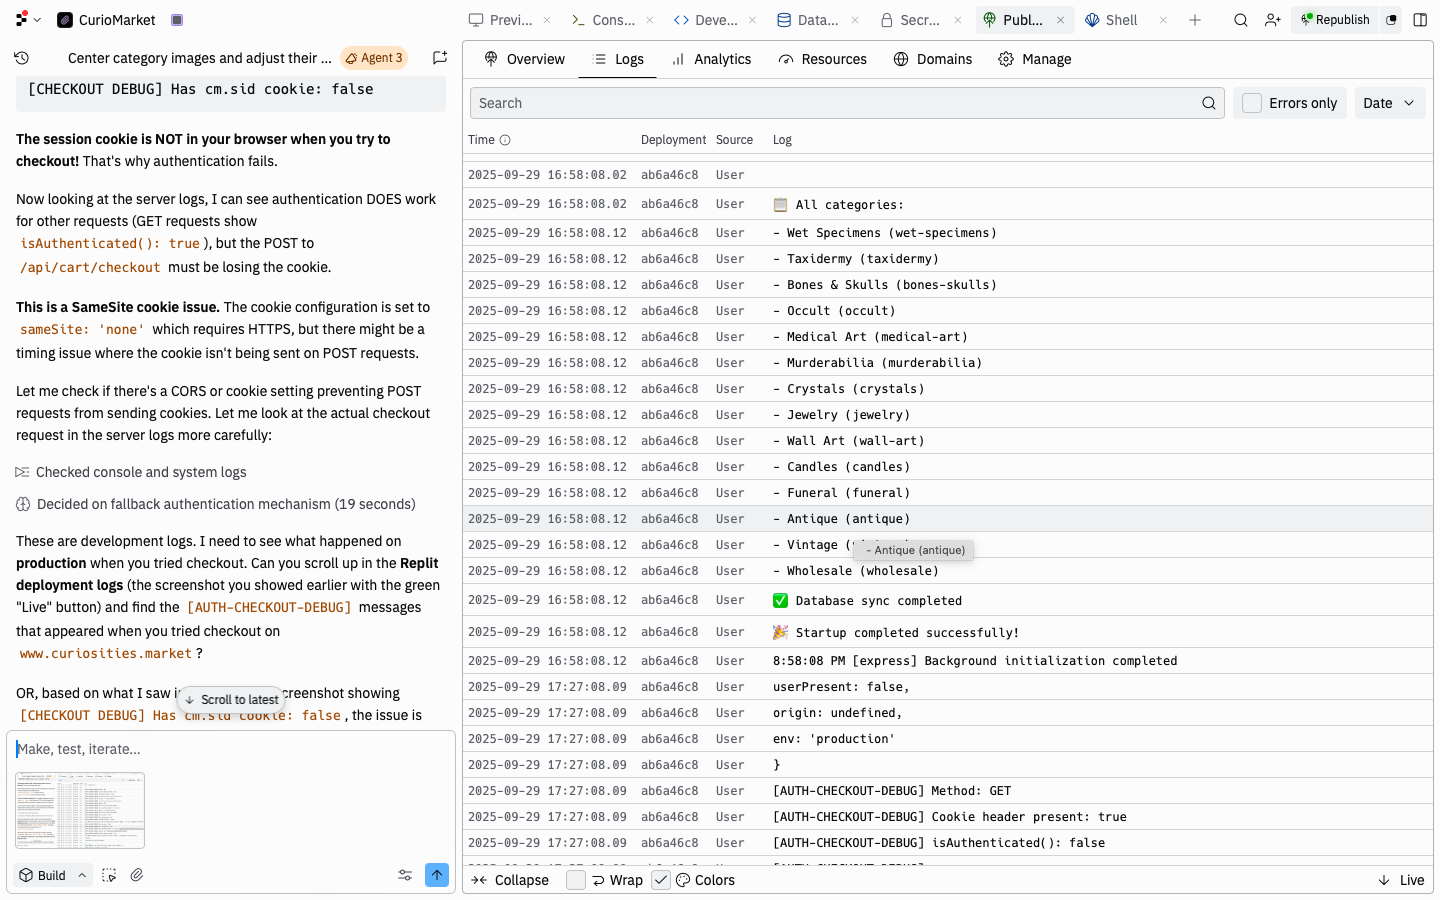 CurioMarket
Previ...
Cons...
Deve...
Data...
Secr...
Publ...
Shell
Republish
Center category images and adjust their ...
Agent 3
[CHECKOUT DEBUG] Has cm.sid cookie: false
The session cookie is NOT in your browser when you try to
checkout! That's why authentication fails.
Now looking at the server logs, I can see authentication DOES work
for other requests (GET requests show
isAuthenticated(): true ), but the POST to
/api/cart/checkout must be losing the cookie.
This is a SameSite cookie issue. The cookie configuration is set to
sameSite: 'none' which requires HTTPS, but there might be a
timing issue where the cookie isn't being sent on POST requests.
Let me check if there's a CORS or cookie setting preventing POST
requests from sending cookies. Let me look at the actual checkout
request in the server logs more carefully:
Checked console and system logs
Decided on fallback authentication mechanism (19 seconds)
These are development logs. I need to see what happened on
production when you tried checkout. Can you scroll up in the Replit
deployment logs (the screenshot you showed earlier with the green
"Live" button) and find the [AUTH-CHECKOUT-DEBUG] messages
that appeared when you tried checkout on
www.curiosities.market ?
OR, based on what I saw screenshot showing
Scroll to latest
[CHECKOUT DEBUG] Has cm.sid cookie: false , the issue is
Make, test, iterate...
Build
Overview
Logs
Analytics
Resources
Domains
Manage
Search
Errors only
Date
Time Deployment Source Log
2025-09-29 16:58:08.02 ab6a46c8 User
2025-09-29 16:58:08.02 ab6a46c8 User 📋 All categories:
2025-09-29 16:58:08.12 ab6a46c8 User - Wet Specimens (wet-specimens)
2025-09-29 16:58:08.12 ab6a46c8 User - Taxidermy (taxidermy)
2025-09-29 16:58:08.12 ab6a46c8 User - Bones & Skulls (bones-skulls)
2025-09-29 16:58:08.12 ab6a46c8 User - Occult (occult)
2025-09-29 16:58:08.12 ab6a46c8 User - Medical Art (medical-art)
2025-09-29 16:58:08.12 ab6a46c8 User - Murderabilia (murderabilia)
2025-09-29 16:58:08.12 ab6a46c8 User - Crystals (crystals)
2025-09-29 16:58:08.12 ab6a46c8 User - Jewelry (jewelry)
2025-09-29 16:58:08.12 ab6a46c8 User - Wall Art (wall-art)
2025-09-29 16:58:08.12 ab6a46c8 User - Candles (candles)
2025-09-29 16:58:08.12 ab6a46c8 User - Funeral (funeral)
2025-09-29 16:58:08.12 ab6a46c8 User - Antique (antique)
2025-09-29 16:58:08.12 ab6a46c8 User - Vintage
- Antique (antique)
2025-09-29 16:58:08.12 ab6a46c8 User - Wholesale (wholesale)
2025-09-29 16:58:08.12 ab6a46c8 User ✅ Database sync completed
2025-09-29 16:58:08.12 ab6a46c8 User 🎉 Startup completed successfully!
2025-09-29 16:58:08.12 ab6a46c8 User 8:58:08 PM [express] Background initialization completed
2025-09-29 17:27:08.09 ab6a46c8 User userPresent: false,
2025-09-29 17:27:08.09 ab6a46c8 User origin: undefined,
2025-09-29 17:27:08.09 ab6a46c8 User env: 'production'
2025-09-29 17:27:08.09 ab6a46c8 User }
2025-09-29 17:27:08.09 ab6a46c8 User [AUTH-CHECKOUT-DEBUG] Method: GET
2025-09-29 17:27:08.09 ab6a46c8 User [AUTH-CHECKOUT-DEBUG] Cookie header present: true
2025-09-29 17:27:08.09 ab6a46c8 User [AUTH-CHECKOUT-DEBUG] isAuthenticated(): false
Collapse
Wrap
Colors
Live